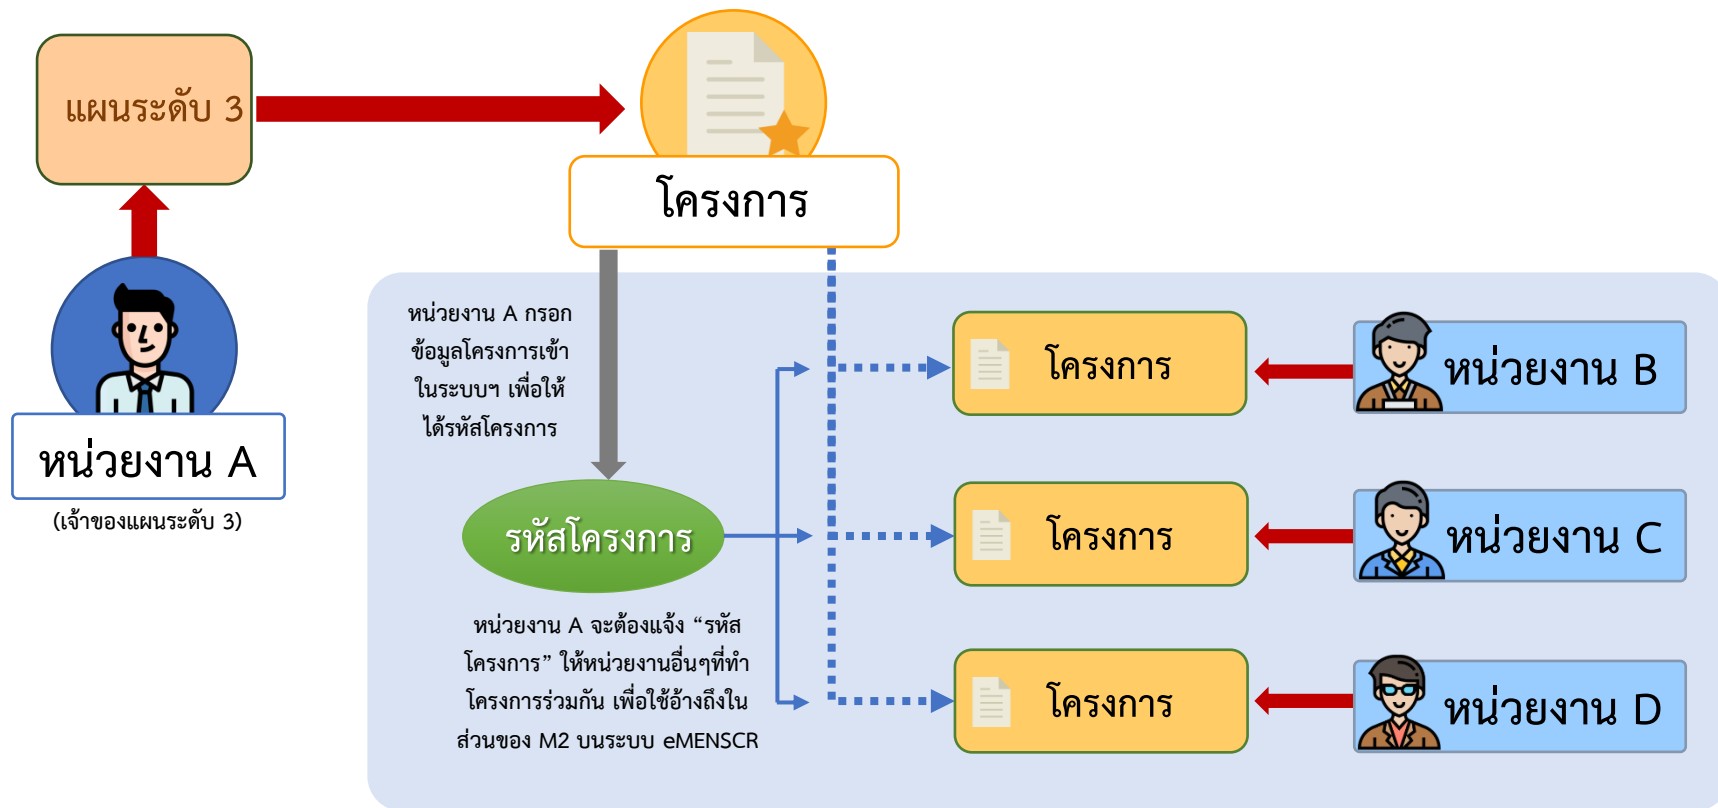 แผนระดับ 3
โครงการ
หน่วยงาน A
(เจ้าของแผนระดับ 3)
หน่วยงาน A กรอก
ข้อมูลโครงการเข้า
ในระบบฯ เพื่อให้
ได้รหัสโครงการ
รหัสโครงการ
หน่วยงาน A จะต้องแจ้ง “รหัส
โครงการ” ให้หน่วยงานอื่นๆที่ทำ
โครงการร่วมกัน เพื่อใช้อ้างถึงใน
ส่วนของ M2 บนระบบ eMENSCR
โครงการ
หน่วยงาน B
โครงการ
หน่วยงาน C
โครงการ
หน่วยงาน D